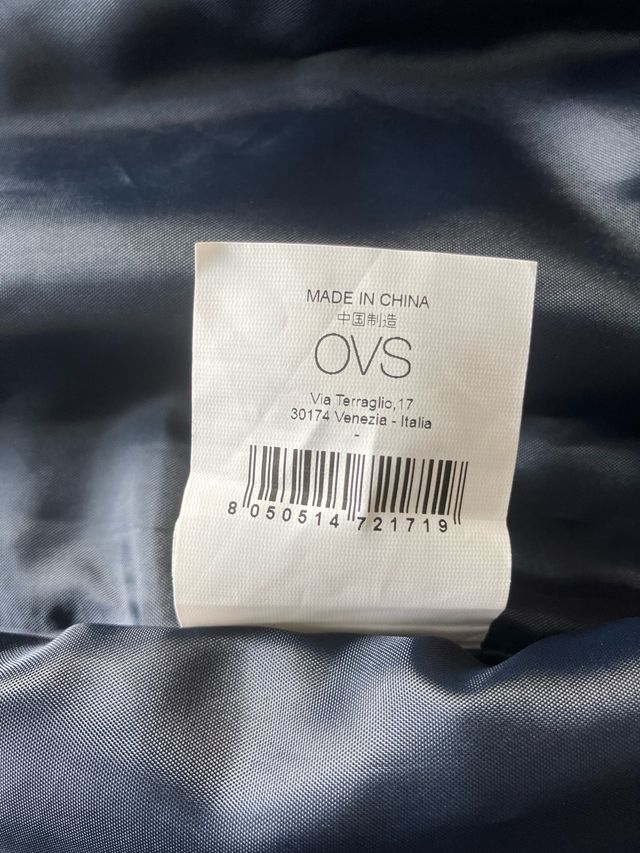 MADE IN CHINA
中国制造
OVS
Via Terraglio,17
30174 Venezia - Italia
-
8 050514 721719